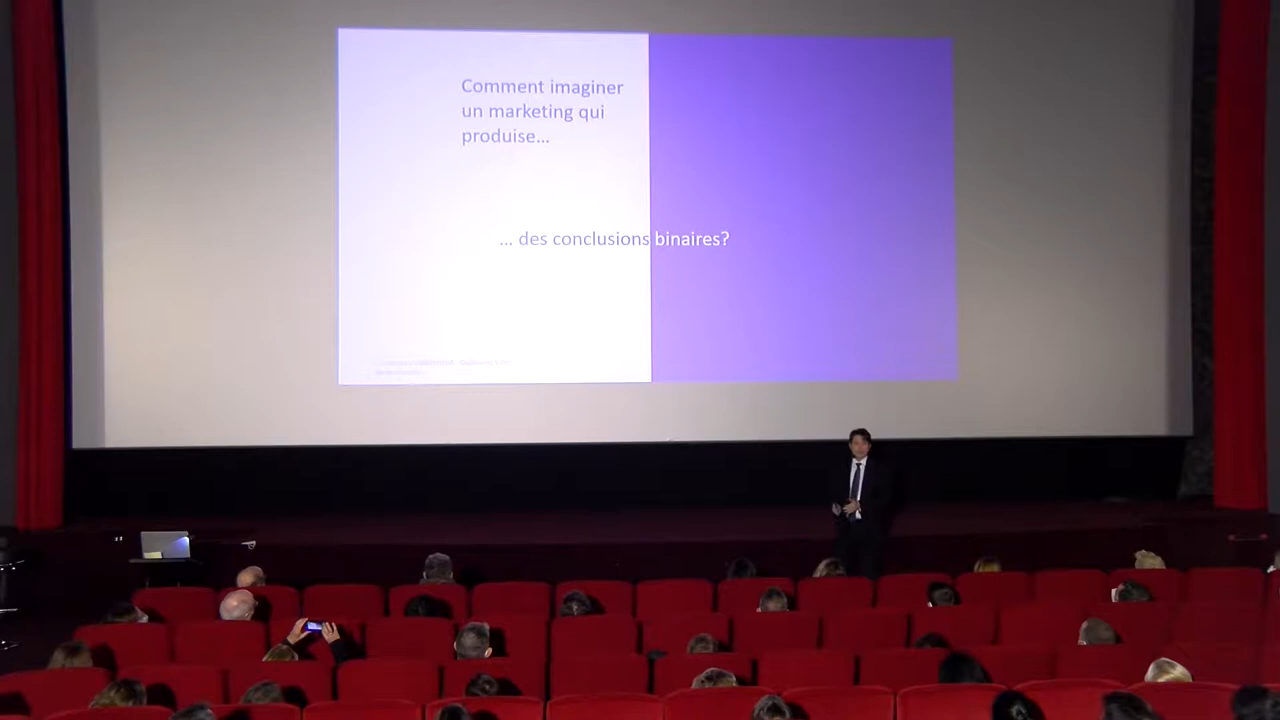 Comment imaginer
un marketing qui
produise…
… des conclusions binaires?